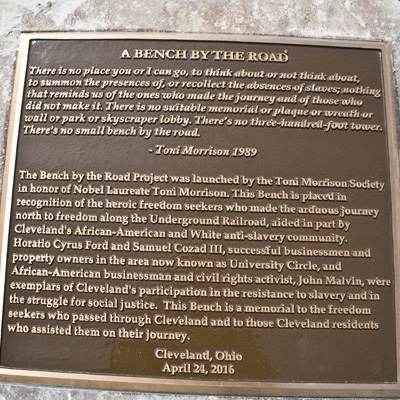 A BENCH BY THE ROAD
There is no place you or I can go, to think about or not think about,
to summon the presences of, or recollect the absences of slaves; nothing
that reminds us of the ones who made the journey and of those who
did not make it. There is no suitable memorial or plaque or wreath or
wall or park or skyscraper lobby. There's no three-hundred-foot tower.
There's no small bench by the road.
- Toni Morrison 1989
The Bench by the Road Project was launched by the Toni Morrison Society
in honor of Nobel Laureate Toni Morrison. This Bench is placed in
recognition of the heroic freedom seekers who made the arduous journey
north to freedom along the Underground Railroad, aided in part by
Cleveland's African-American and White anti-slavery community.
Horatio Cyrus Ford and Samuel Cozad III, successful businessmen and
property owners in the area now known as University Circle, and
African-American businessman and civil rights activist, John Malvin, were
exemplars of Cleveland's participation in the resistance to slavery and in
the struggle for social justice. This Bench is a memorial to the freedom
seekers who passed through Cleveland and to those Cleveland residents
who assisted them on their journey.
Cleveland, Ohio
April 24, 2016